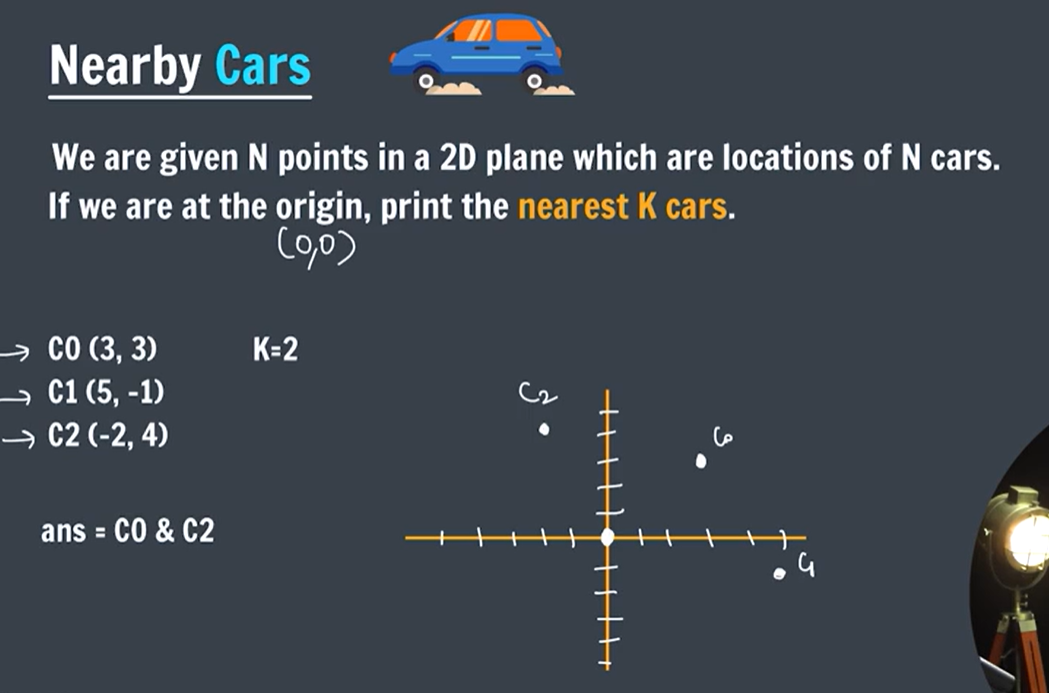 Nearby Cars
We are given N points in a 2D plane which are locations of N cars.
If we are at the origin, print the nearest K cars.
(0,0)
→ C0 (3, 3) K=2
→ C1 (5, -1)
→ C2 (-2, 4)
C2
C0
C1
ans = C0 & C2